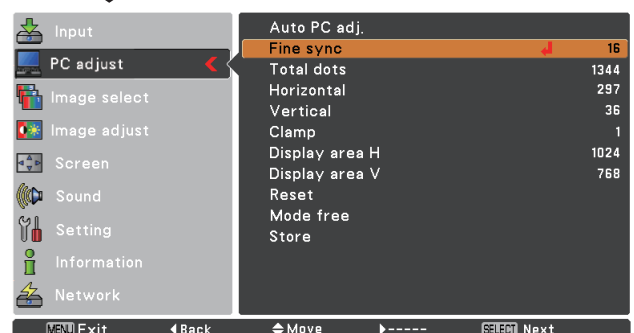 Input
PC adjust
Image select
Image adjust
Screen
Sound
Setting
Information
Network
Auto PC adj.
Fine sync 16
Total dots 1344
Horizontal 297
Vertical 36
Clamp 1
Display area H 1024
Display area V 768
Reset
Mode free
Store
MENU Exit ◀Back Move ▶----- SELECT Next